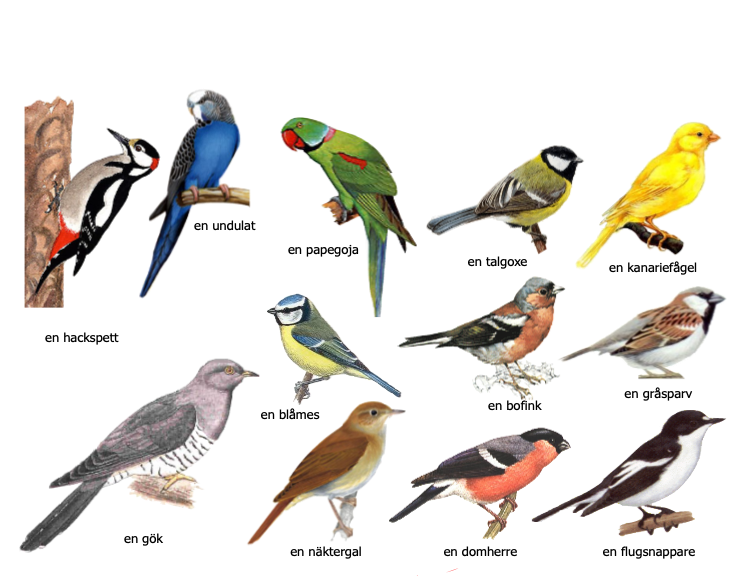 en undulat
en papegoja
en talgoxe
en kanariefågel
en hackspett
en blåmes
en bofink
en gråsparv
en gök
en näktergal
en domherre
en flugsnappare